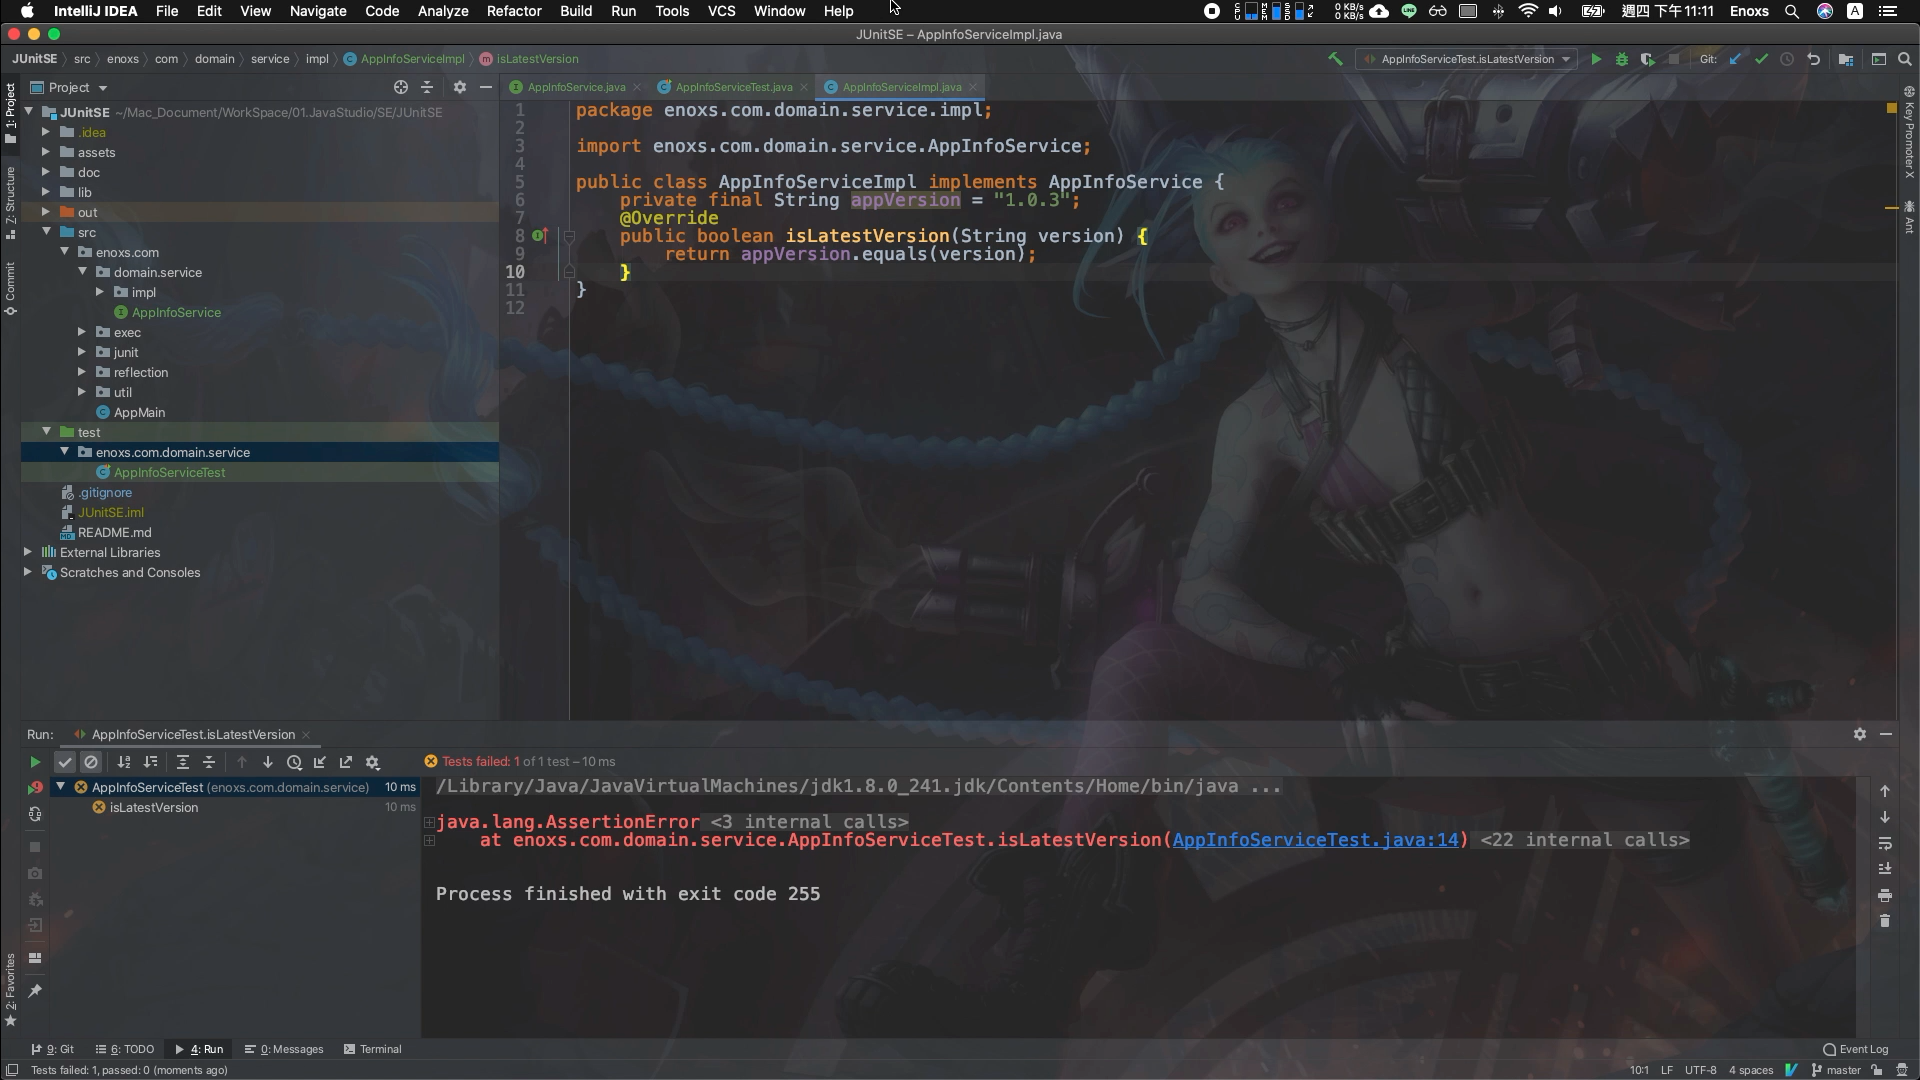 IntelliJ IDEA File Edit View Navigate Code Analyze Refactor Build Run Tools VCS Window Help 0 KB/s 0 KB/s 週四 下午11:11 Enoxs A
JUnitSE – AppInfoServiceImpl.java
JUnitSE src enoxs com domain service impl AppInfoServiceImpl isLatestVersion AppInfoServiceTest.isLatestVersion Git:
Project
AppInfoService.java AppInfoServiceTest.java AppInfoServiceImpl.java
1: Project
Z: Structure
Commit
2: Favorites
Key Promoter X
Ant
JUnitSE ~/Mac_Document/WorkSpace/01.JavaStudio/SE/JUnitSE
.idea
assets
doc
lib
out
src
enoxs.com
domain.service
impl
AppInfoService
exec
junit
reflection
util
AppMain
test
enoxs.com.domain.service
AppInfoServiceTest
.gitignore
JUnitSE.iml
README.md
External Libraries
Scratches and Consoles
1 package enoxs.com.domain.service.impl;
2
3 import enoxs.com.domain.service.AppInfoService;
4
5 public class AppInfoServiceImpl implements AppInfoService {
6 private final String appVersion = "1.0.3";
7 @Override
8 public boolean isLatestVersion(String version) {
9 return appVersion.equals(version);
10 }
11 }
12
Run: AppInfoServiceTest.isLatestVersion
Tests failed: 1 of 1 test – 10 ms
AppInfoServiceTest (enoxs.com.domain.service) 10 ms
isLatestVersion 10 ms
/Library/Java/JavaVirtualMachines/jdk1.8.0_241.jdk/Contents/Home/bin/java ...
java.lang.AssertionError <3 internal calls>
at enoxs.com.domain.service.AppInfoServiceTest.isLatestVersion(AppInfoServiceTest.java:14) <22 internal calls>
Process finished with exit code 255
9: Git 6: TODO 4: Run 0: Messages Terminal Event Log
Tests failed: 1, passed: 0 (moments ago) 10:1 LF UTF-8 4 spaces master